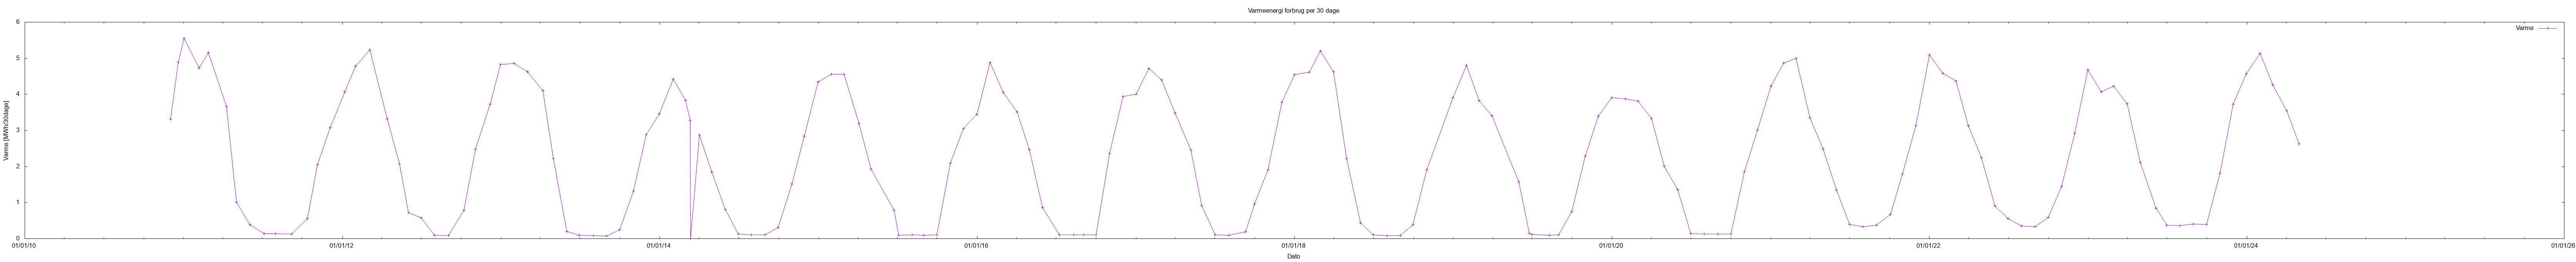 Varmeenergi forbrug per 30 dage
Varme
Varme [MWh/30dage]
6
5
4
3
2
1
0
01/01/10 01/01/12 01/01/14 01/01/16 01/01/18 01/01/20 01/01/22 01/01/24 01/01/26
Dato